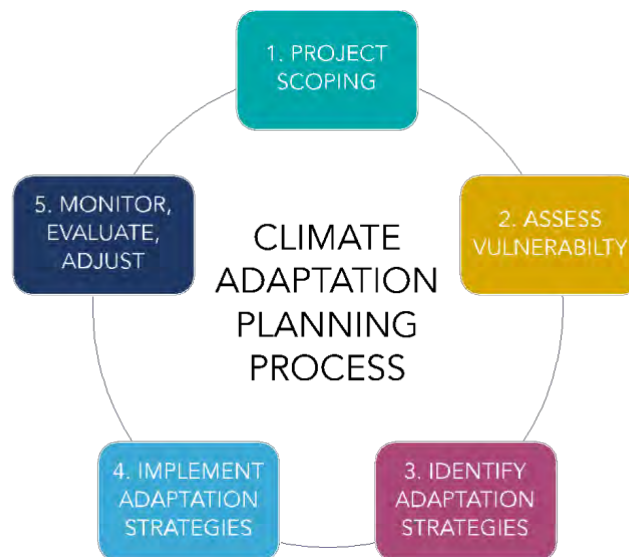 1. PROJECT
SCOPING
2. ASSESS
VULNERABILTY
3. IDENTIFY
ADAPTATION
STRATEGIES
4. IMPLEMENT
ADAPTATION
STRATEGIES
5. MONITOR,
EVALUATE,
ADJUST
CLIMATE
ADAPTATION
PLANNING
PROCESS